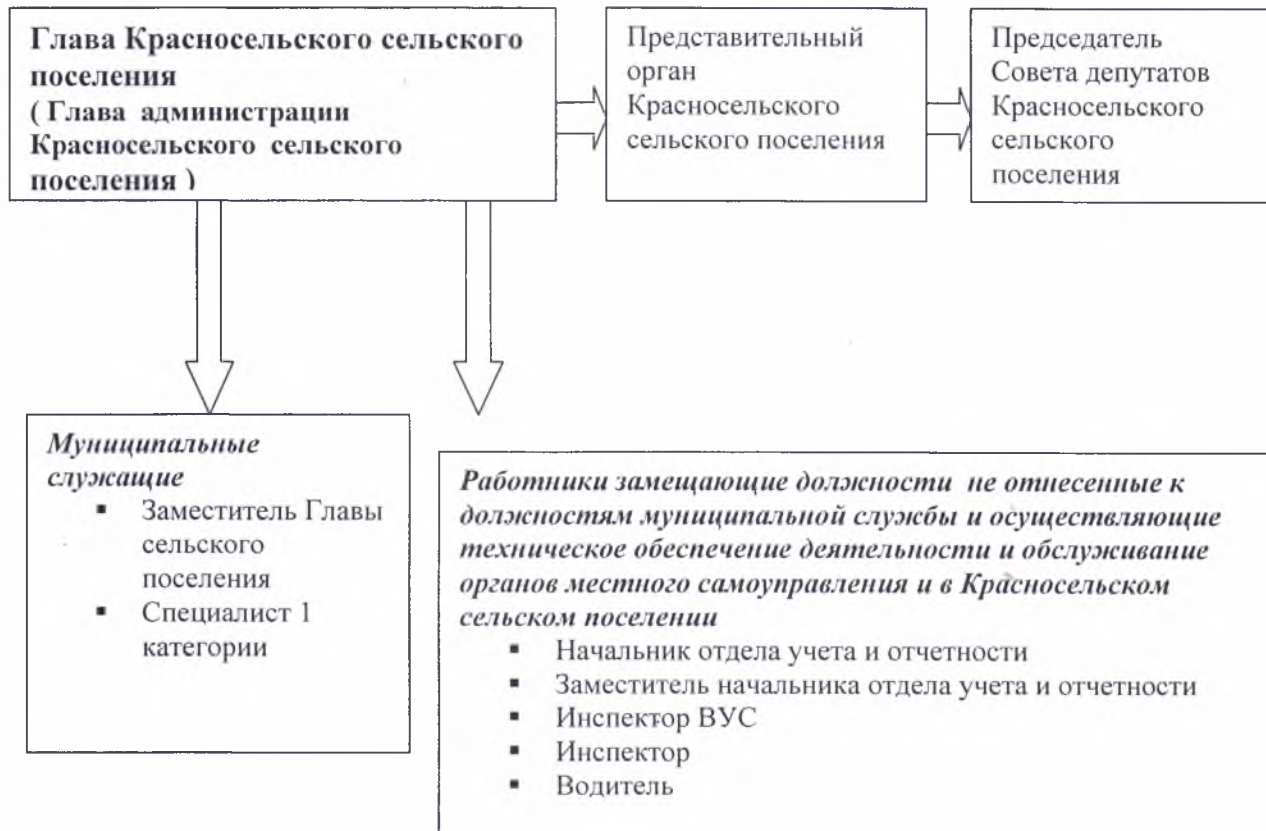 Глава Красносельского сельского
поселения
( Глава администрации
Красносельского сельского
поселения )
Представительный
орган
Красносельского
сельского поселения
Председатель
Совета депутатов
Красносельского
сельского
поселения
Муниципальные
служащие
▪ Заместитель Главы
сельского
поселения
▪ Специалист 1
категории
Работники замещающие должности не отнесенные к
должностям муниципальной службы и осуществляющие
техническое обеспечение деятельности и обслуживание
органов местного самоуправления и в Красносельском
сельском поселении
▪ Начальник отдела учета и отчетности
▪ Заместитель начальника отдела учета и отчетности
▪ Инспектор ВУС
▪ Инспектор
▪ Водитель